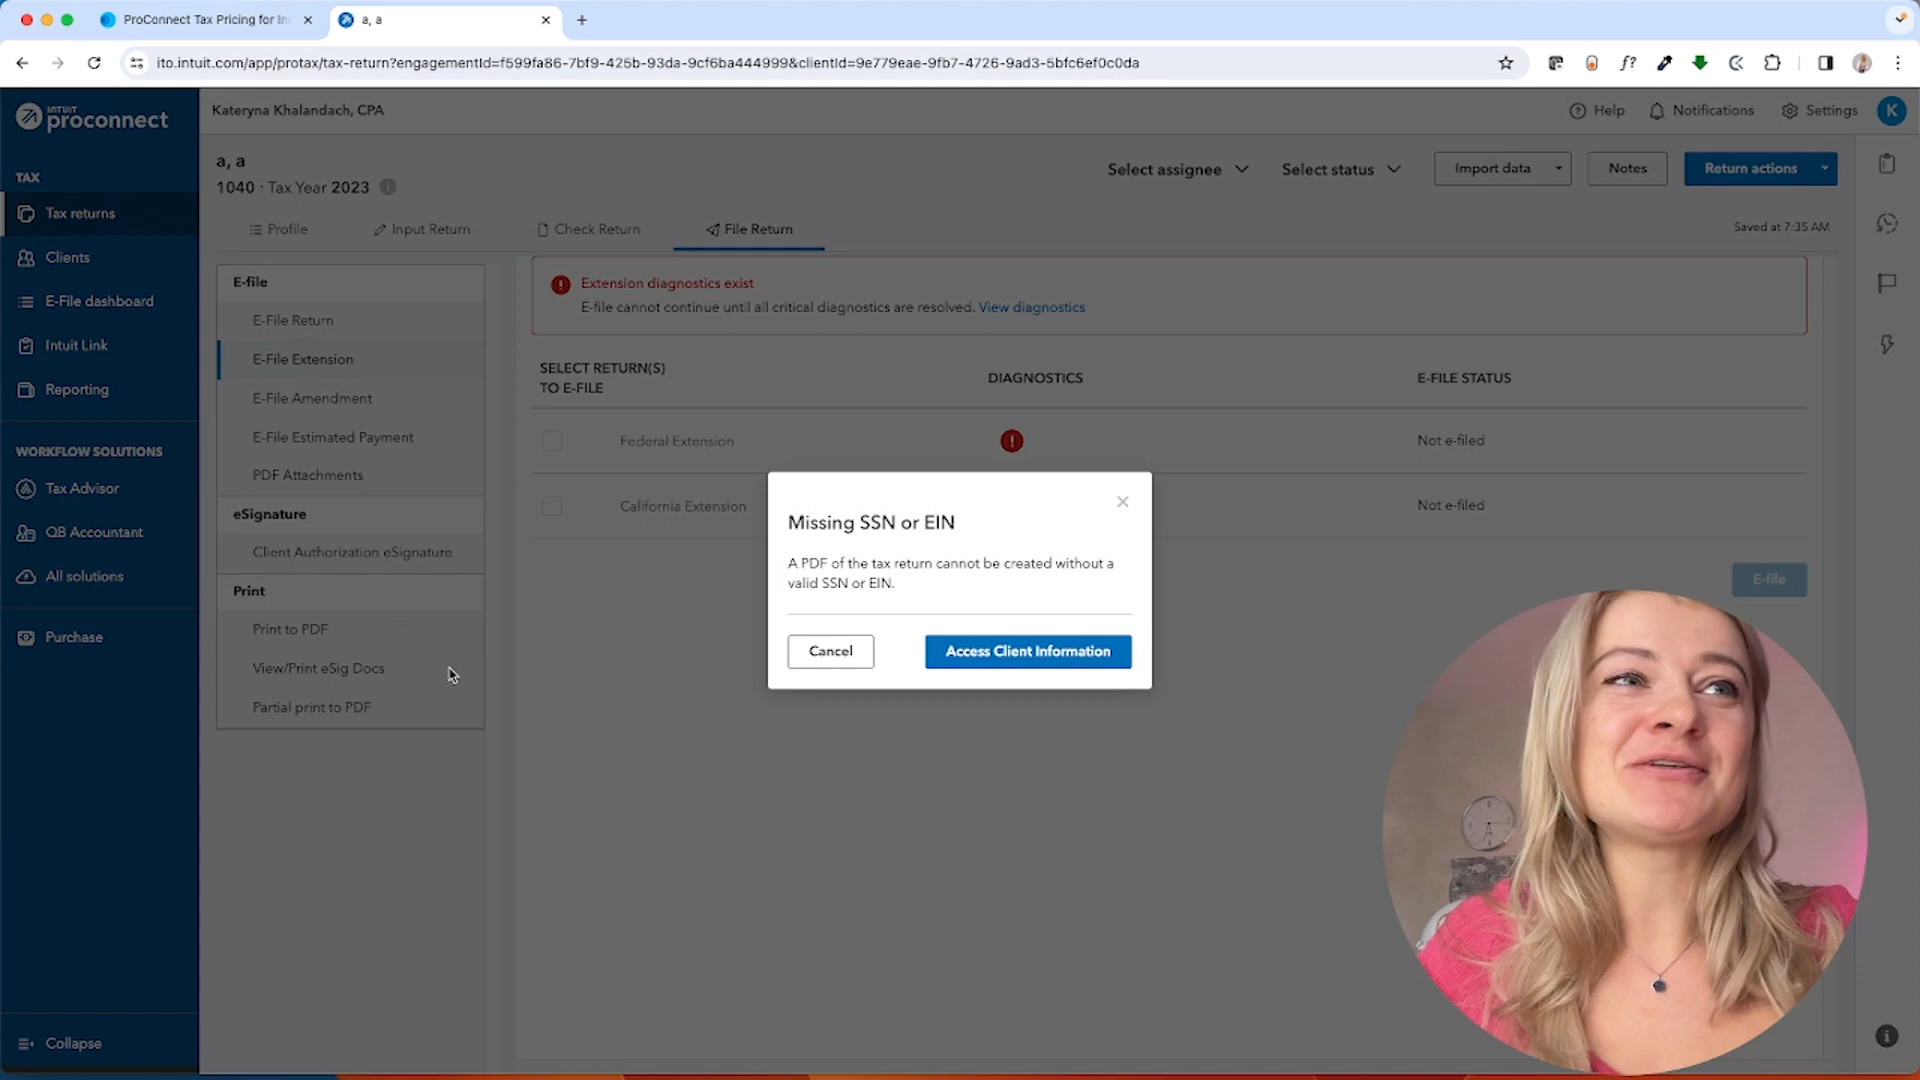 ProConnect Tax Pricing for In
a, a
ito.intuit.com/app/protax/tax-return?engagementId=f599fa86-7bf9-425b-93da-9cf6ba444999&clientId=9e779eae-9fb7-4726-9ad3-5bfc6ef0c0da
f?
INTUIT
proconnect
Kateryna Khalandach, CPA
Help
Notifications
Settings
K
TAX
Tax returns
Clients
E-File dashboard
Intuit Link
Reporting
WORKFLOW SOLUTIONS
Tax Advisor
QB Accountant
All solutions
Purchase
Collapse
a, a
1040 · Tax Year 2023
Select assignee
Select status
Import data
Notes
Return actions
Profile
Input Return
Check Return
File Return
Saved at 7:35 AM
E-file
E-File Return
E-File Extension
E-File Amendment
E-File Estimated Payment
PDF Attachments
eSignature
Client Authorization eSignature
Print
Print to PDF
View/Print eSig Docs
Partial print to PDF
Extension diagnostics exist
E-file cannot continue until all critical diagnostics are resolved. View diagnostics
SELECT RETURN(S)
TO E-FILE
DIAGNOSTICS
E-FILE STATUS
Federal Extension
Not e-filed
California Extension
Not e-filed
E-file
Missing SSN or EIN
A PDF of the tax return cannot be created without a
valid SSN or EIN.
Cancel
Access Client Information